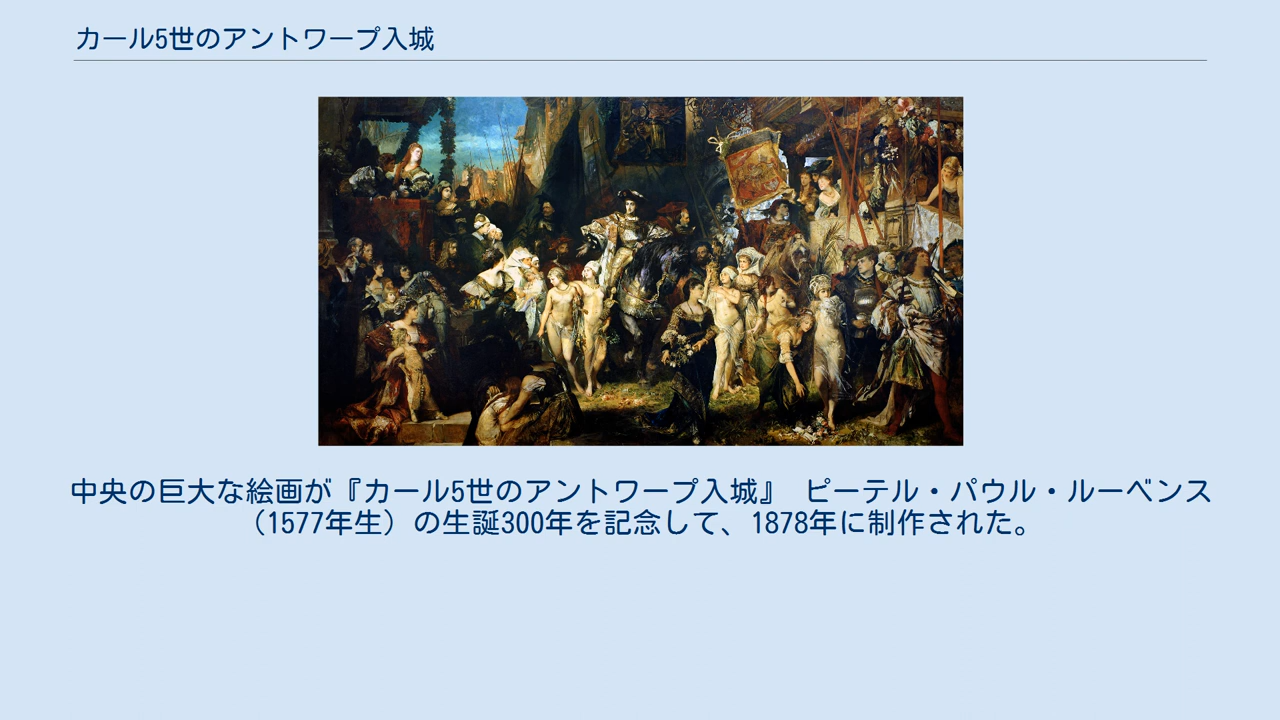 カール5世のアントワープ入城
中央の巨大な絵画が『カール5世のアントワープ入城』 ピーテル・パウル・ルーベンス
（1577年生）の生誕300年を記念して、1878年に制作された。